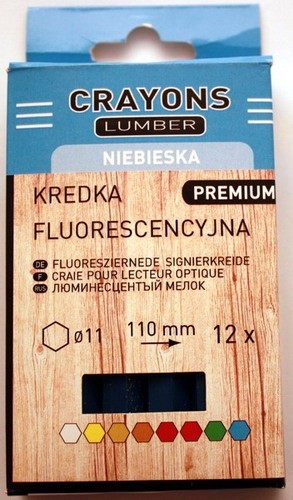 CRAYONS
LUMBER
NIEBIESKA
KREDKA PREMIUM
FLUORESCENCYJNA
DE FLUORESZIERNEDE SIGNIERKREIDE
F CRAIE POUR LECTEUR OPTIQUE
RUS ЛЮМИНЕСЦЕНТЫЙ МЕЛОК
ø11 110 mm 12 x